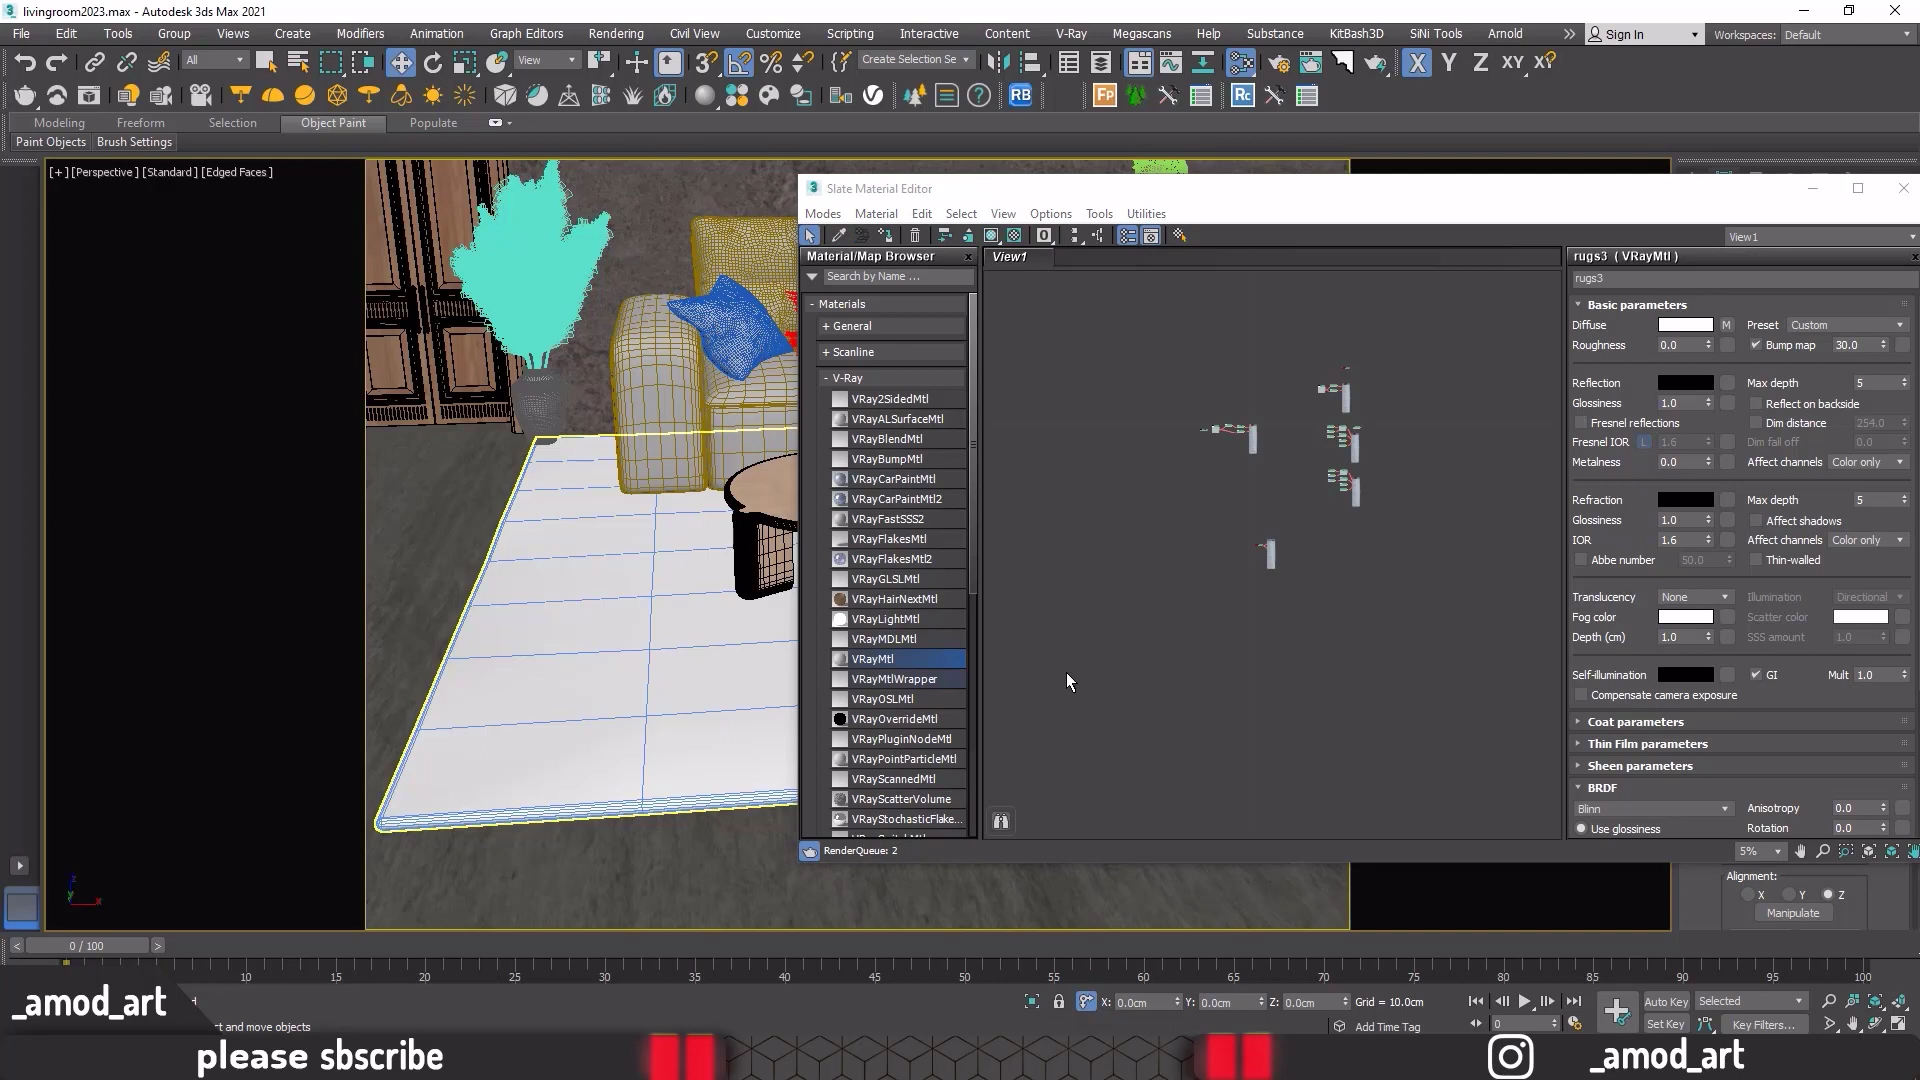 livingroom2023.max - Autodesk 3ds Max 2021
File Edit Tools Group Views Create Modifiers Animation Graph Editors Rendering Civil View Customize Scripting Interactive Content V-Ray Megascans Help Substance KitBash3D SiNi Tools Arnold Sign In Workspaces: Default
All View Create Selection Se X Y Z XY XY
RB Fp Rc
Modeling Freeform Selection Object Paint Populate
Paint Objects Brush Settings
[+] [Perspective] [Standard] [Edged Faces]
Slate Material Editor
Modes Material Edit Select View Options Tools Utilities
View1
Material/Map Browser
Search by Name ...
- Materials
+ General
+ Scanline
- V-Ray
VRay2SidedMtl
VRayALSurfaceMtl
VRayBlendMtl
VRayBumpMtl
VRayCarPaintMtl
VRayCarPaintMtl2
VRayFastSSS2
VRayFlakesMtl
VRayFlakesMtl2
VRayGLSLMtl
VRayHairNextMtl
VRayLightMtl
VRayMDLMtl
VRayMtl
VRayMtlWrapper
VRayOSLMtl
VRayOverrideMtl
VRayPluginNodeMtl
VRayPointParticleMtl
VRayScannedMtl
VRayScatterVolume
VRayStochasticFlake...
View1
rugs3 ( VRayMtl )
rugs3
Basic parameters
Diffuse M Preset Custom
Roughness 0.0 Bump map 30.0
Reflection Max depth 5
Glossiness 1.0 Reflect on backside
Fresnel reflections Dim distance 254.0
Fresnel IOR L 1.6 Dim fall off 0.0
Metalness 0.0 Affect channels Color only
Refraction Max depth 5
Glossiness 1.0 Affect shadows
IOR 1.6 Affect channels Color only
Abbe number 50.0 Thin-walled
Translucency None Illumination Directional
Fog color Scatter color
Depth (cm) 1.0 SSS amount 1.0
Self-illumination GI Mult 1.0
Compensate camera exposure
Coat parameters
Thin Film parameters
Sheen parameters
BRDF
Blinn Anisotropy 0.0
Use glossiness Rotation 0.0
RenderQueue: 2
5%
Alignment:
X Y Z
Manipulate
< 0 / 100 >
10 15 20 25 30 35 40 45 50 55 60 65 70 75 80 85 90 95 100
X: 0.0cm Y: 0.0cm Z: 0.0cm Grid = 10.0cm Auto Key Selected
ct and move objects Add Time Tag 0 Set Key Key Filters...
_amod_art
please sbscribe
_amod_art